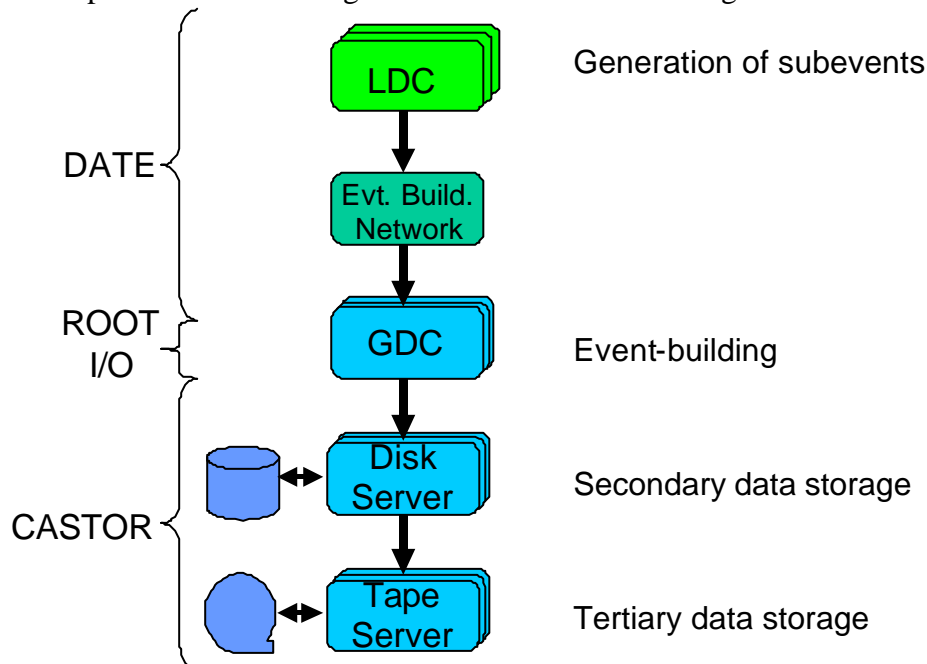 LDC
Generation of subevents
DATE
Evt. Build.
Network
ROOT
I/O
GDC
Event-building
Disk
Server
Secondary data storage
CASTOR
Tape
Server
Tertiary data storage